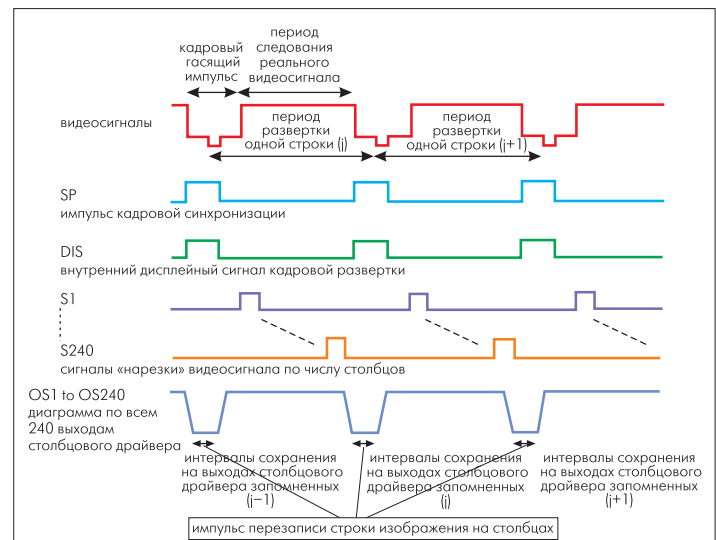 кадровый
гасящий
импульс
период
следования
реального
видеосигнала
видеосигналы
период
развертки
одной строки (j)
период
развертки
одной строки (j+1)
SP
импульс кадровой синхронизации
DIS
внутренний дисплейный сигнал кадровой развертки
S1
S240
сигналы «нарезки» видеосигнала по числу столбцов
OS1 to OS240
диаграмма по всем
240 выходам
столбцового драйвера
интервалы сохранения
на выходах столбцового
драйвера запомненных
(j−1)
интервалы сохранения
на выходах столбцового
драйвера запомненных
(j)
интервалы сохранения
на выходах столбцового
драйвера запомненных
(j+1)
импульс перезаписи строки изображения на столбцах